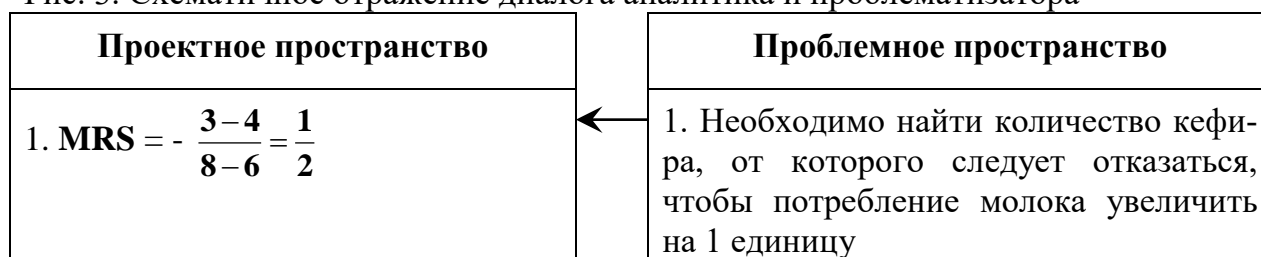 Рис. 3. Схематичное отражение диалога аналитика и проблематизатора
Проектное пространство
1. MRS = - 3–4/8–6 = 1/2
Проблемное пространство
1. Необходимо найти количество кефи-
ра, от которого следует отказаться,
чтобы потребление молока увеличить
на 1 единицу